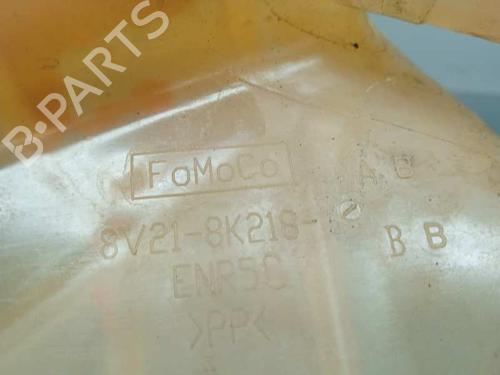 B-PARTS
FoMoCo A B
8V21-8K218- B B
ENR5C
>PP<